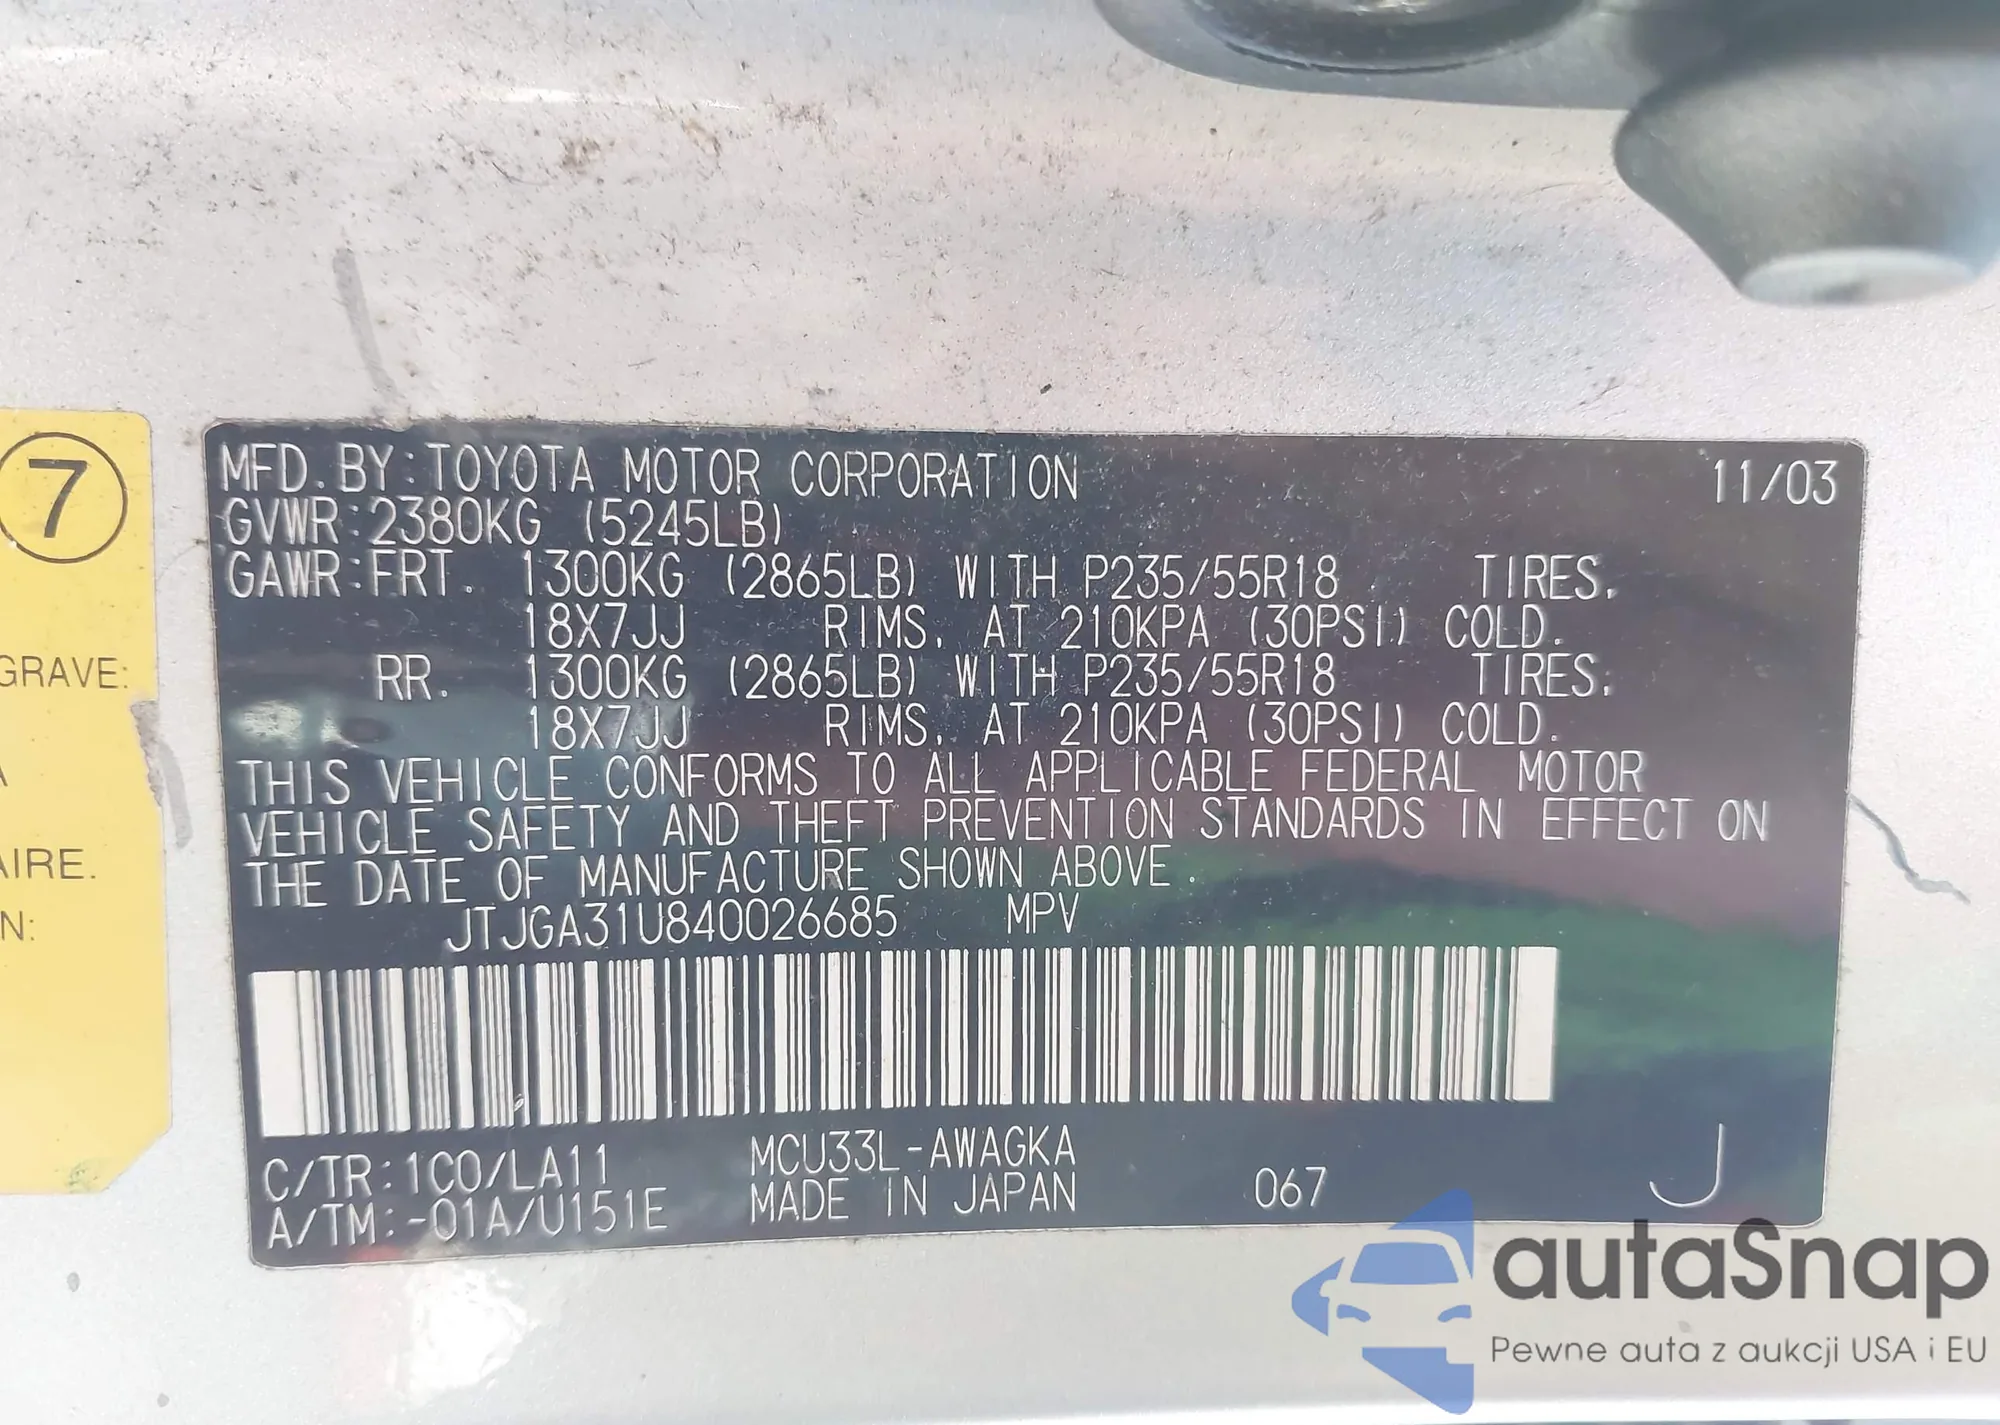 7
GRAVE:
A
AIRE.
N:
MFD. BY: TOYOTA MOTOR CORPORATION 11/03
GVWR: 2380KG (5245LB)
GAWR: FRT. 1300KG (2865LB) WITH P235/55R18 TIRES,
18X7JJ RIMS, AT 210KPA (30PSI) COLD.
RR. 1300KG (2865LB) WITH P235/55R18 TIRES,
18X7JJ RIMS, AT 210KPA (30PSI) COLD.
THIS VEHICLE CONFORMS TO ALL APPLICABLE FEDERAL MOTOR
VEHICLE SAFETY AND THEFT PREVENTION STANDARDS IN EFFECT ON
THE DATE OF MANUFACTURE SHOWN ABOVE.
JTJGA31U840026685 MPV
C/TR: 1C0/LA11 MCU33L-AWAGKA
A/TM: -01A/U151E MADE IN JAPAN 067 J
autaSnap
Pewne auta z aukcji USA i EU